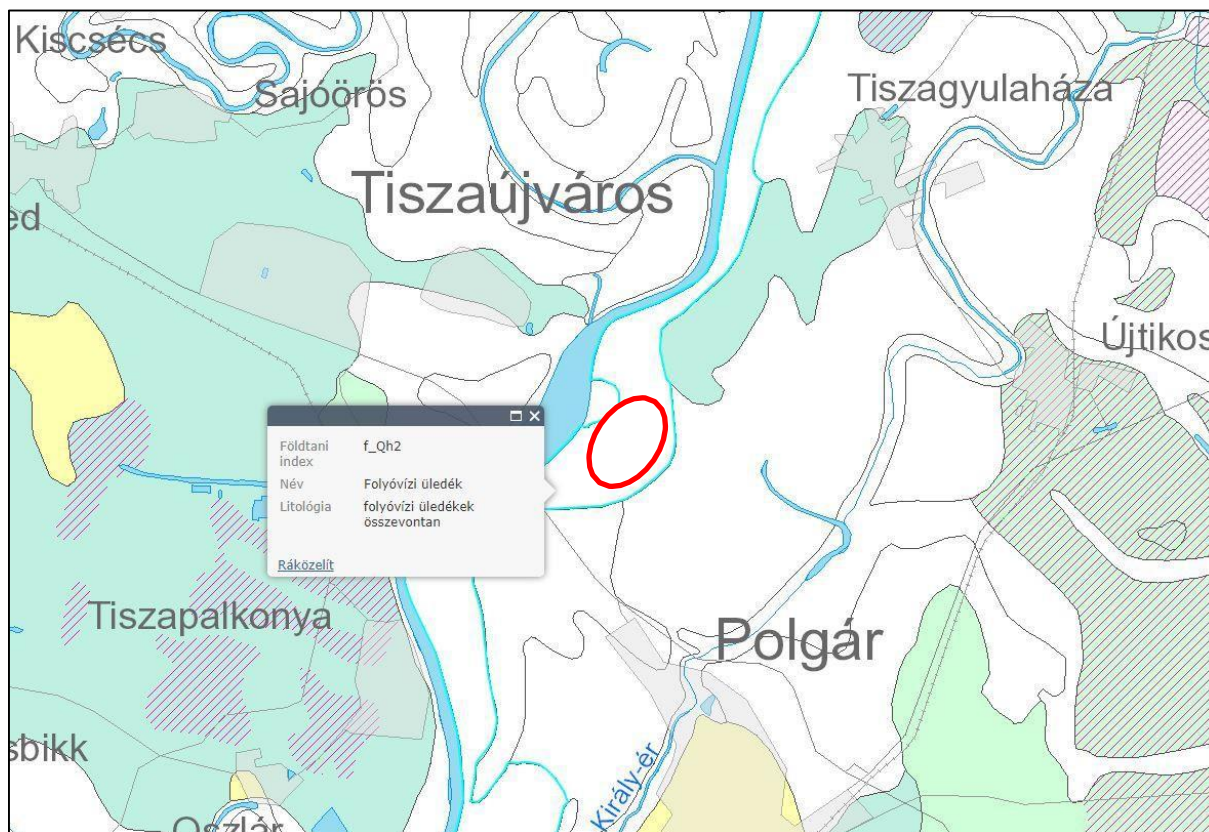 Kiscsécs
Sajóörös
Tiszagyulaháza
Tiszaújváros
ed
Újtikos
Földtani index f_Qh2
Név Folyóvízi üledék
Litológia folyóvízi üledékek összevontan
Ráközelít
Tiszapalkonya
Polgár
sbikk
Király-ér
Oszlár